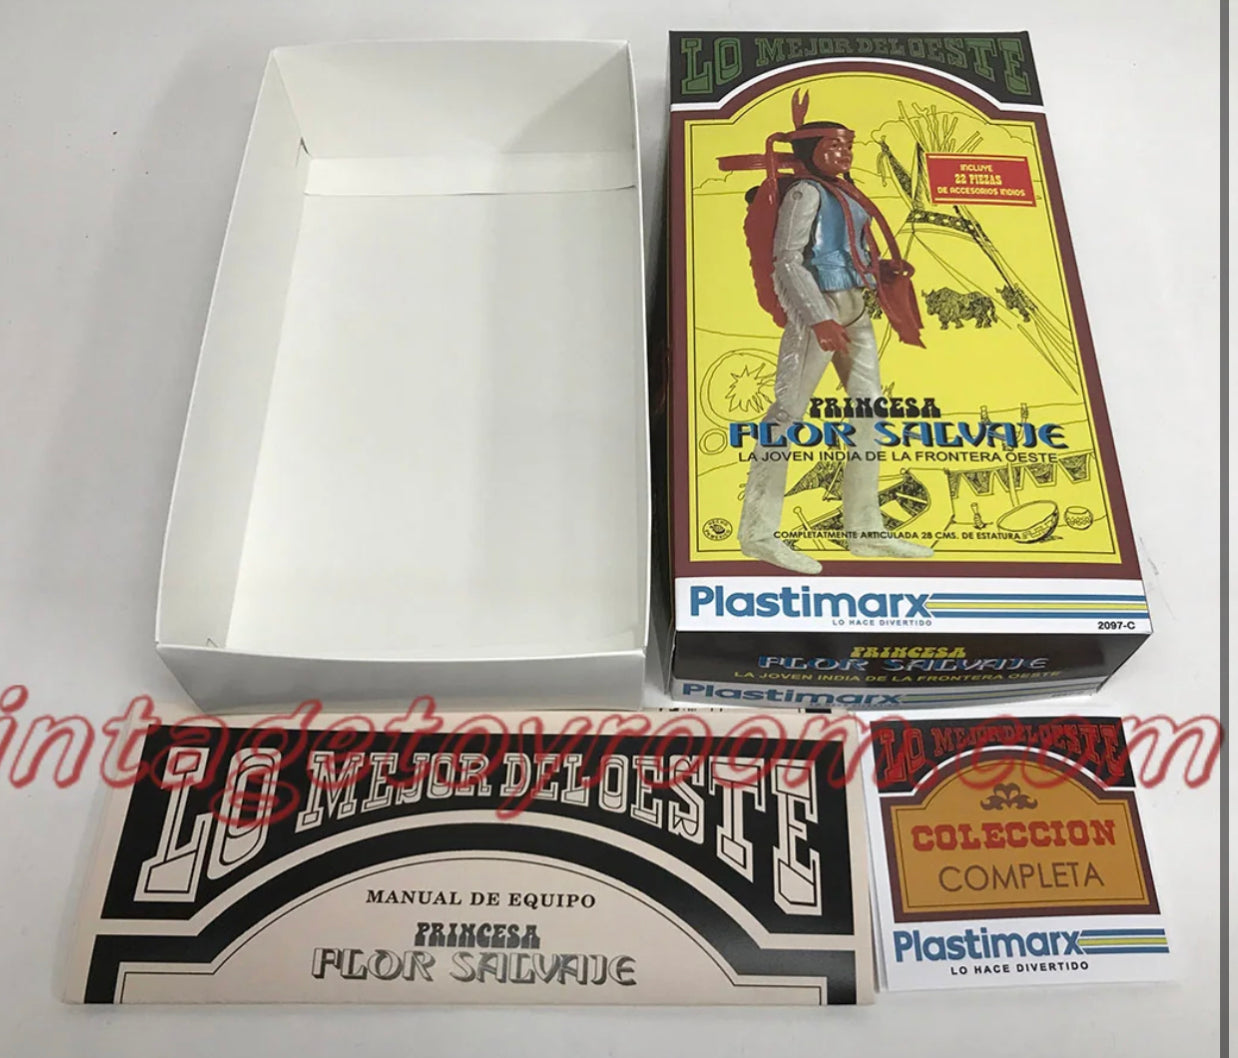 LO MEJOR DEL OESTE
INCLUYE
22 PIEZAS
DE ACCESORIOS INDIOS
PRINCESA
FLOR SALVAJE
LA JOVEN INDIA DE LA FRONTERA OESTE
COMPLETATMENTE ARTICULADA 28 CMS. DE ESTATURA
Plastimarx
LO HACE DIVERTIDO
2097-C
PRINCESA
FLOR SALVAJE
LA JOVEN INDIA DE LA FRONTERA OESTE
Plastimarx
intagetoyroom.com
LO MEJOR DEL OESTE
MANUAL DE EQUIPO
PRINCESA
FLOR SALVAJE
LO MEJOR DEL OESTE
COLECCION
COMPLETA
Plastimarx
LO HACE DIVERTIDO